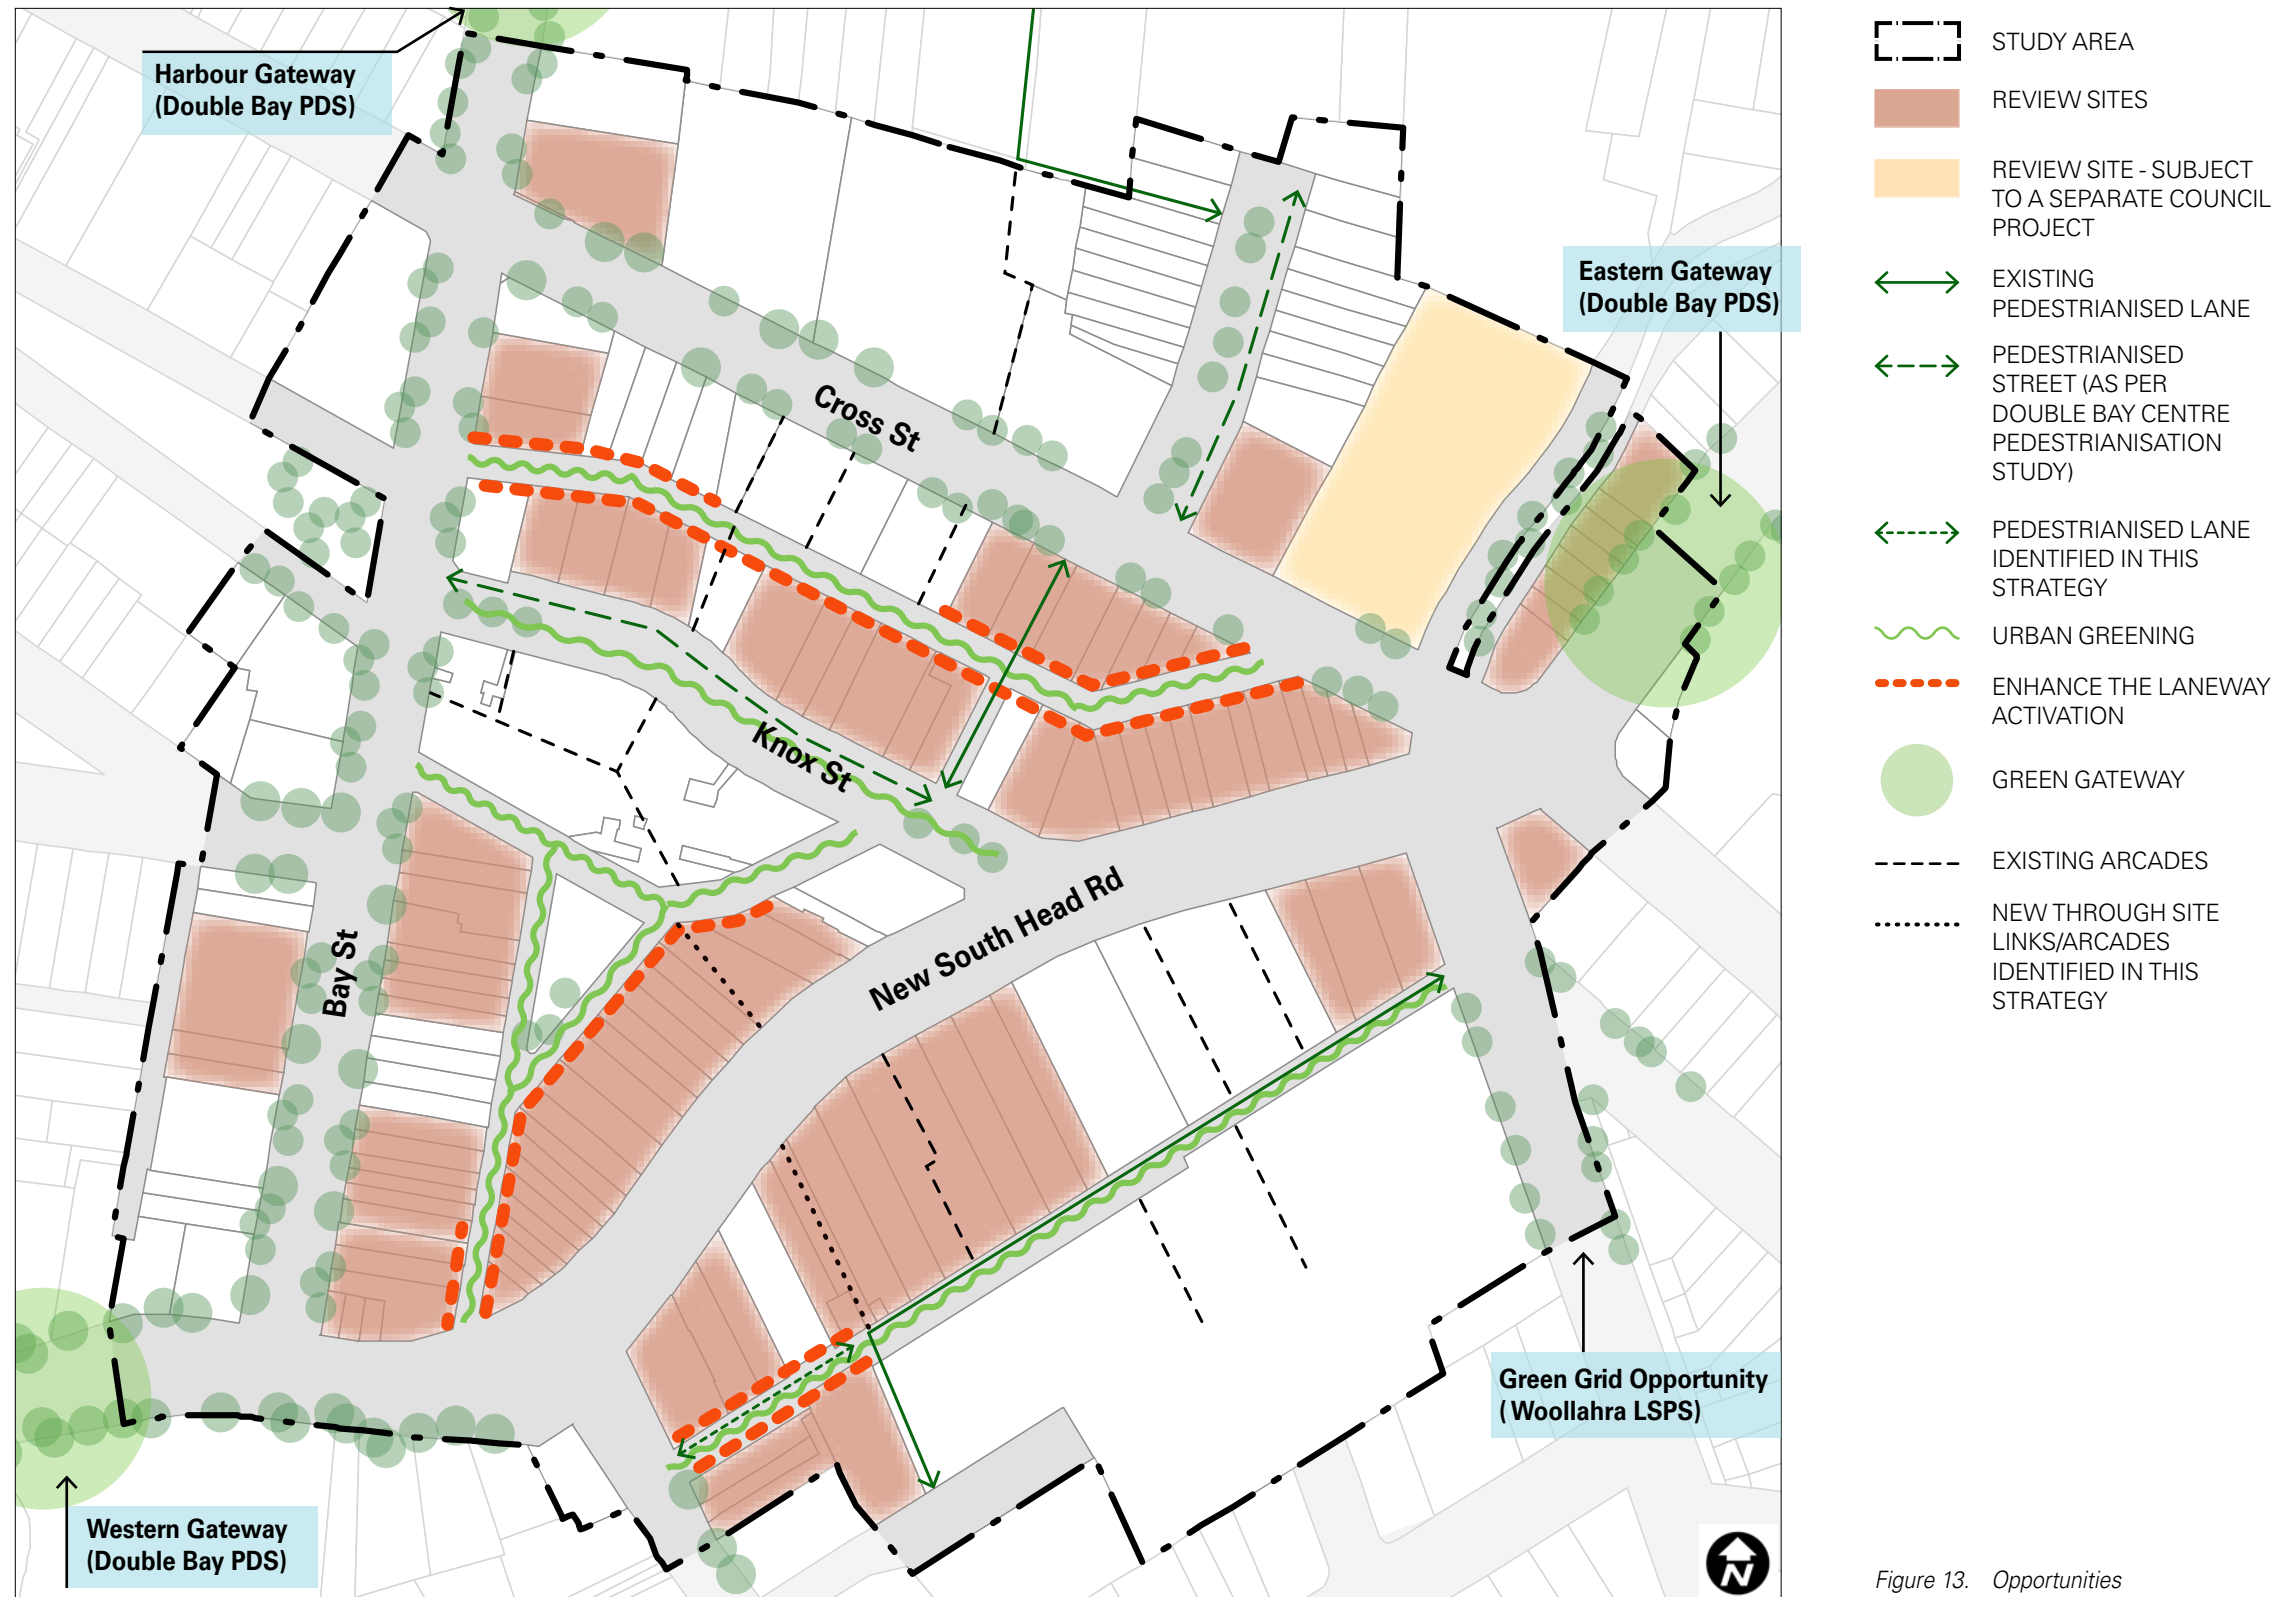 Harbour Gateway
(Double Bay PDS)
Eastern Gateway
(Double Bay PDS)
Cross St
Knox St
Bay St
New South Head Rd
Green Grid Opportunity
( Woollahra LSPS)
Western Gateway
(Double Bay PDS)
N
STUDY AREA
REVIEW SITES
REVIEW SITE - SUBJECT
TO A SEPARATE COUNCIL
PROJECT
EXISTING
PEDESTRIANISED LANE
PEDESTRIANISED
STREET (AS PER
DOUBLE BAY CENTRE
PEDESTRIANISATION
STUDY)
PEDESTRIANISED LANE
IDENTIFIED IN THIS
STRATEGY
URBAN GREENING
ENHANCE THE LANEWAY
ACTIVATION
GREEN GATEWAY
EXISTING ARCADES
NEW THROUGH SITE
LINKS/ARCADES
IDENTIFIED IN THIS
STRATEGY
Figure 13. Opportunities